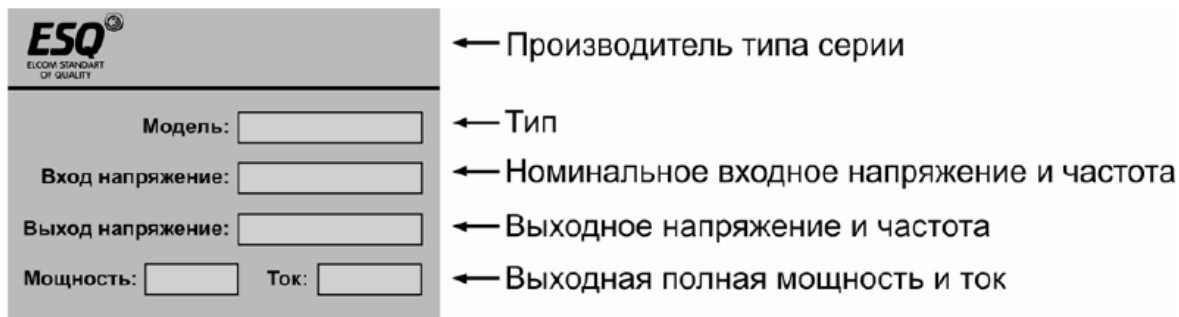 ESQ®
ELCOM STANDART
OF QUALITY
Производитель типа серии
Модель:
Тип
Вход напряжение:
Номинальное входное напряжение и частота
Выход напряжение:
Выходное напряжение и частота
Мощность: Ток:
Выходная полная мощность и ток